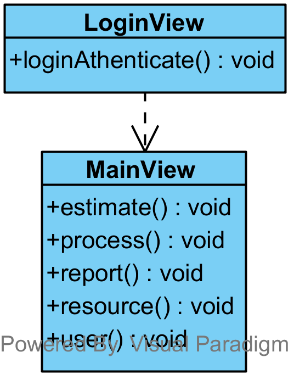 LoginView
+loginAthenticate() : void
MainView
+estimate() : void
+process() : void
+report() : void
+resource() : void
+user() : void
Powered By Visual Paradigm